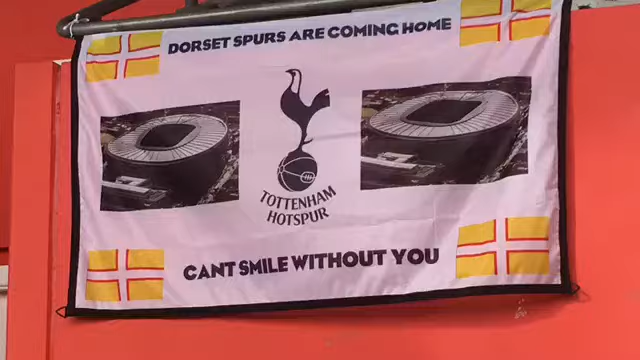 DORSET SPURS ARE COMING HOME
TOTTENHAM
HOTSPUR
CANT SMILE WITHOUT YOU